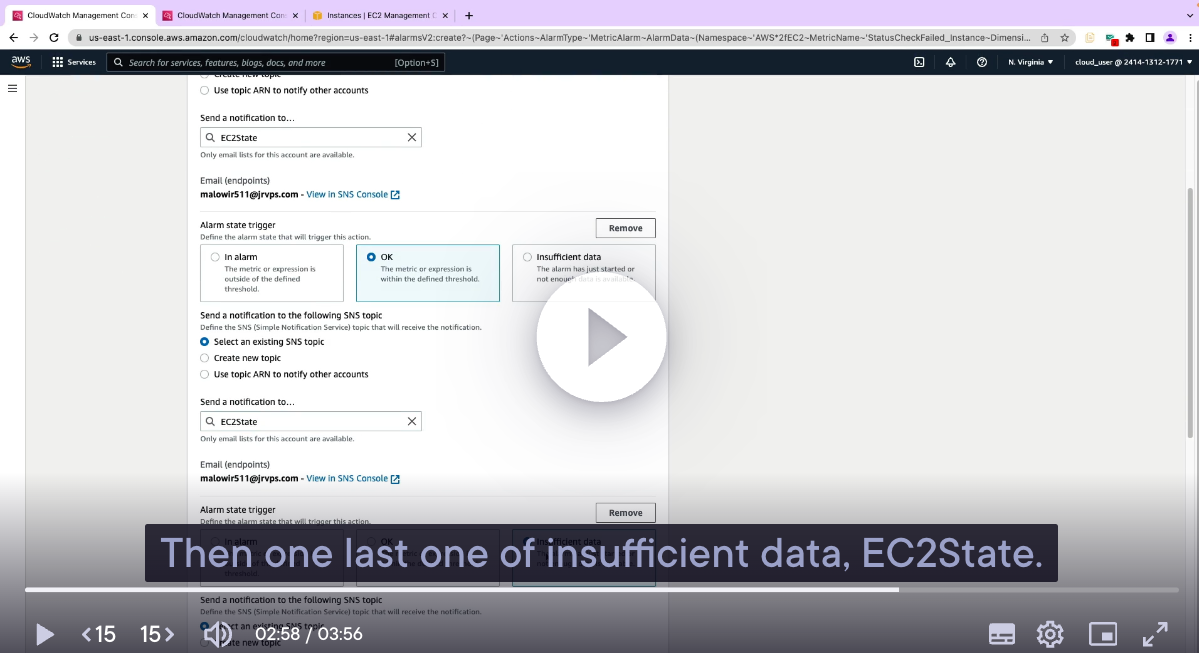 CloudWatch Management Con
CloudWatch Management Con
Instances | EC2 Management C
us-east-1.console.aws.amazon.com/cloudwatch/home?region=us-east-1#alarmsV2:create?~(Page~'Actions~AlarmType~'MetricAlarm~AlarmData~(Namespace~'AWS*2fEC2~MetricName~'StatusCheckFailed_Instance~Dimensi...
aws
Services
Search for services, features, blogs, docs, and more
[Option+S]
N. Virginia
cloud_user @ 2414-1312-1771
Create new topic
Use topic ARN to notify other accounts
Send a notification to...
EC2State
Only email lists for this account are available.
Email (endpoints)
malowir511@jrvps.com - View in SNS Console
Alarm state trigger
Remove
Define the alarm state that will trigger this action.
In alarm
The metric or expression is
outside of the defined
threshold.
OK
The metric or expression is
within the defined threshold.
Insufficient data
The alarm has just started or
not enough data is available.
Send a notification to the following SNS topic
Define the SNS (Simple Notification Service) topic that will receive the notification.
Select an existing SNS topic
Create new topic
Use topic ARN to notify other accounts
Send a notification to...
EC2State
Only email lists for this account are available.
Email (endpoints)
malowir511@jrvps.com - View in SNS Console
Alarm state trigger
Remove
Define the alarm state that will trigger this action.
Then one last one of insufficient data, EC2State.
Send a notification to the following SNS topic
Define the SNS (Simple Notification Service) topic that will receive the notification.
15
15
02:58 / 03:56